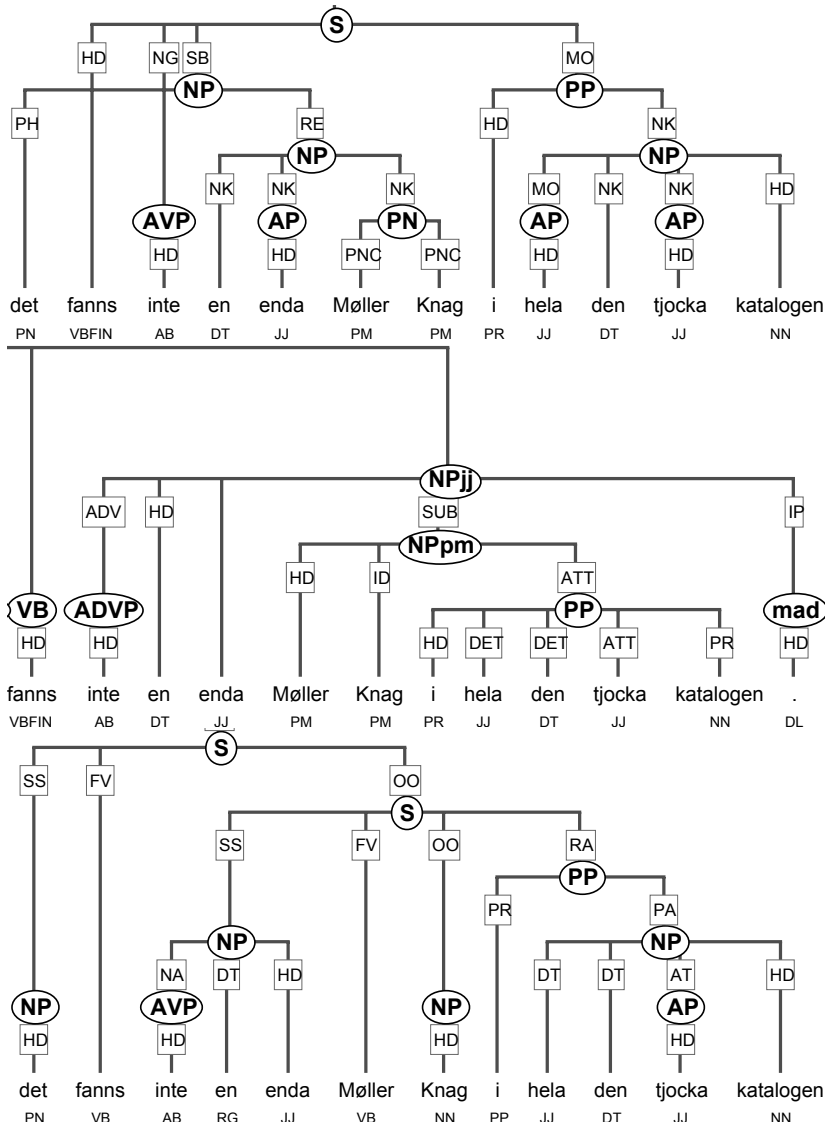 S
HD NG SB MO
NP PP
PH RE HD NK
NP NP
NK NK NK MO NK NK HD
AVP AP PN AP AP
HD HD PNC PNC HD HD
det fanns inte en enda Møller Knag i hela den tjocka katalogen
PN VBFIN AB DT JJ PM PM PR JJ DT JJ NN
NPjj
ADV HD SUB IP
NPpm
HD ID ATT
VB ADVP PP mad
HD HD HD DET DET ATT PR HD
fanns inte en enda Møller Knag i hela den tjocka katalogen .
VBFIN AB DT JJ PM PM PR JJ DT JJ NN DL
S
SS FV OO
S
SS FV OO RA
PP
PR PA
NP NP
NA DT HD DT DT AT HD
NP AVP NP AP
HD HD HD HD
det fanns inte en enda Møller Knag i hela den tjocka katalogen
PN VB AB RG JJ VB NN PP JJ DT JJ NN